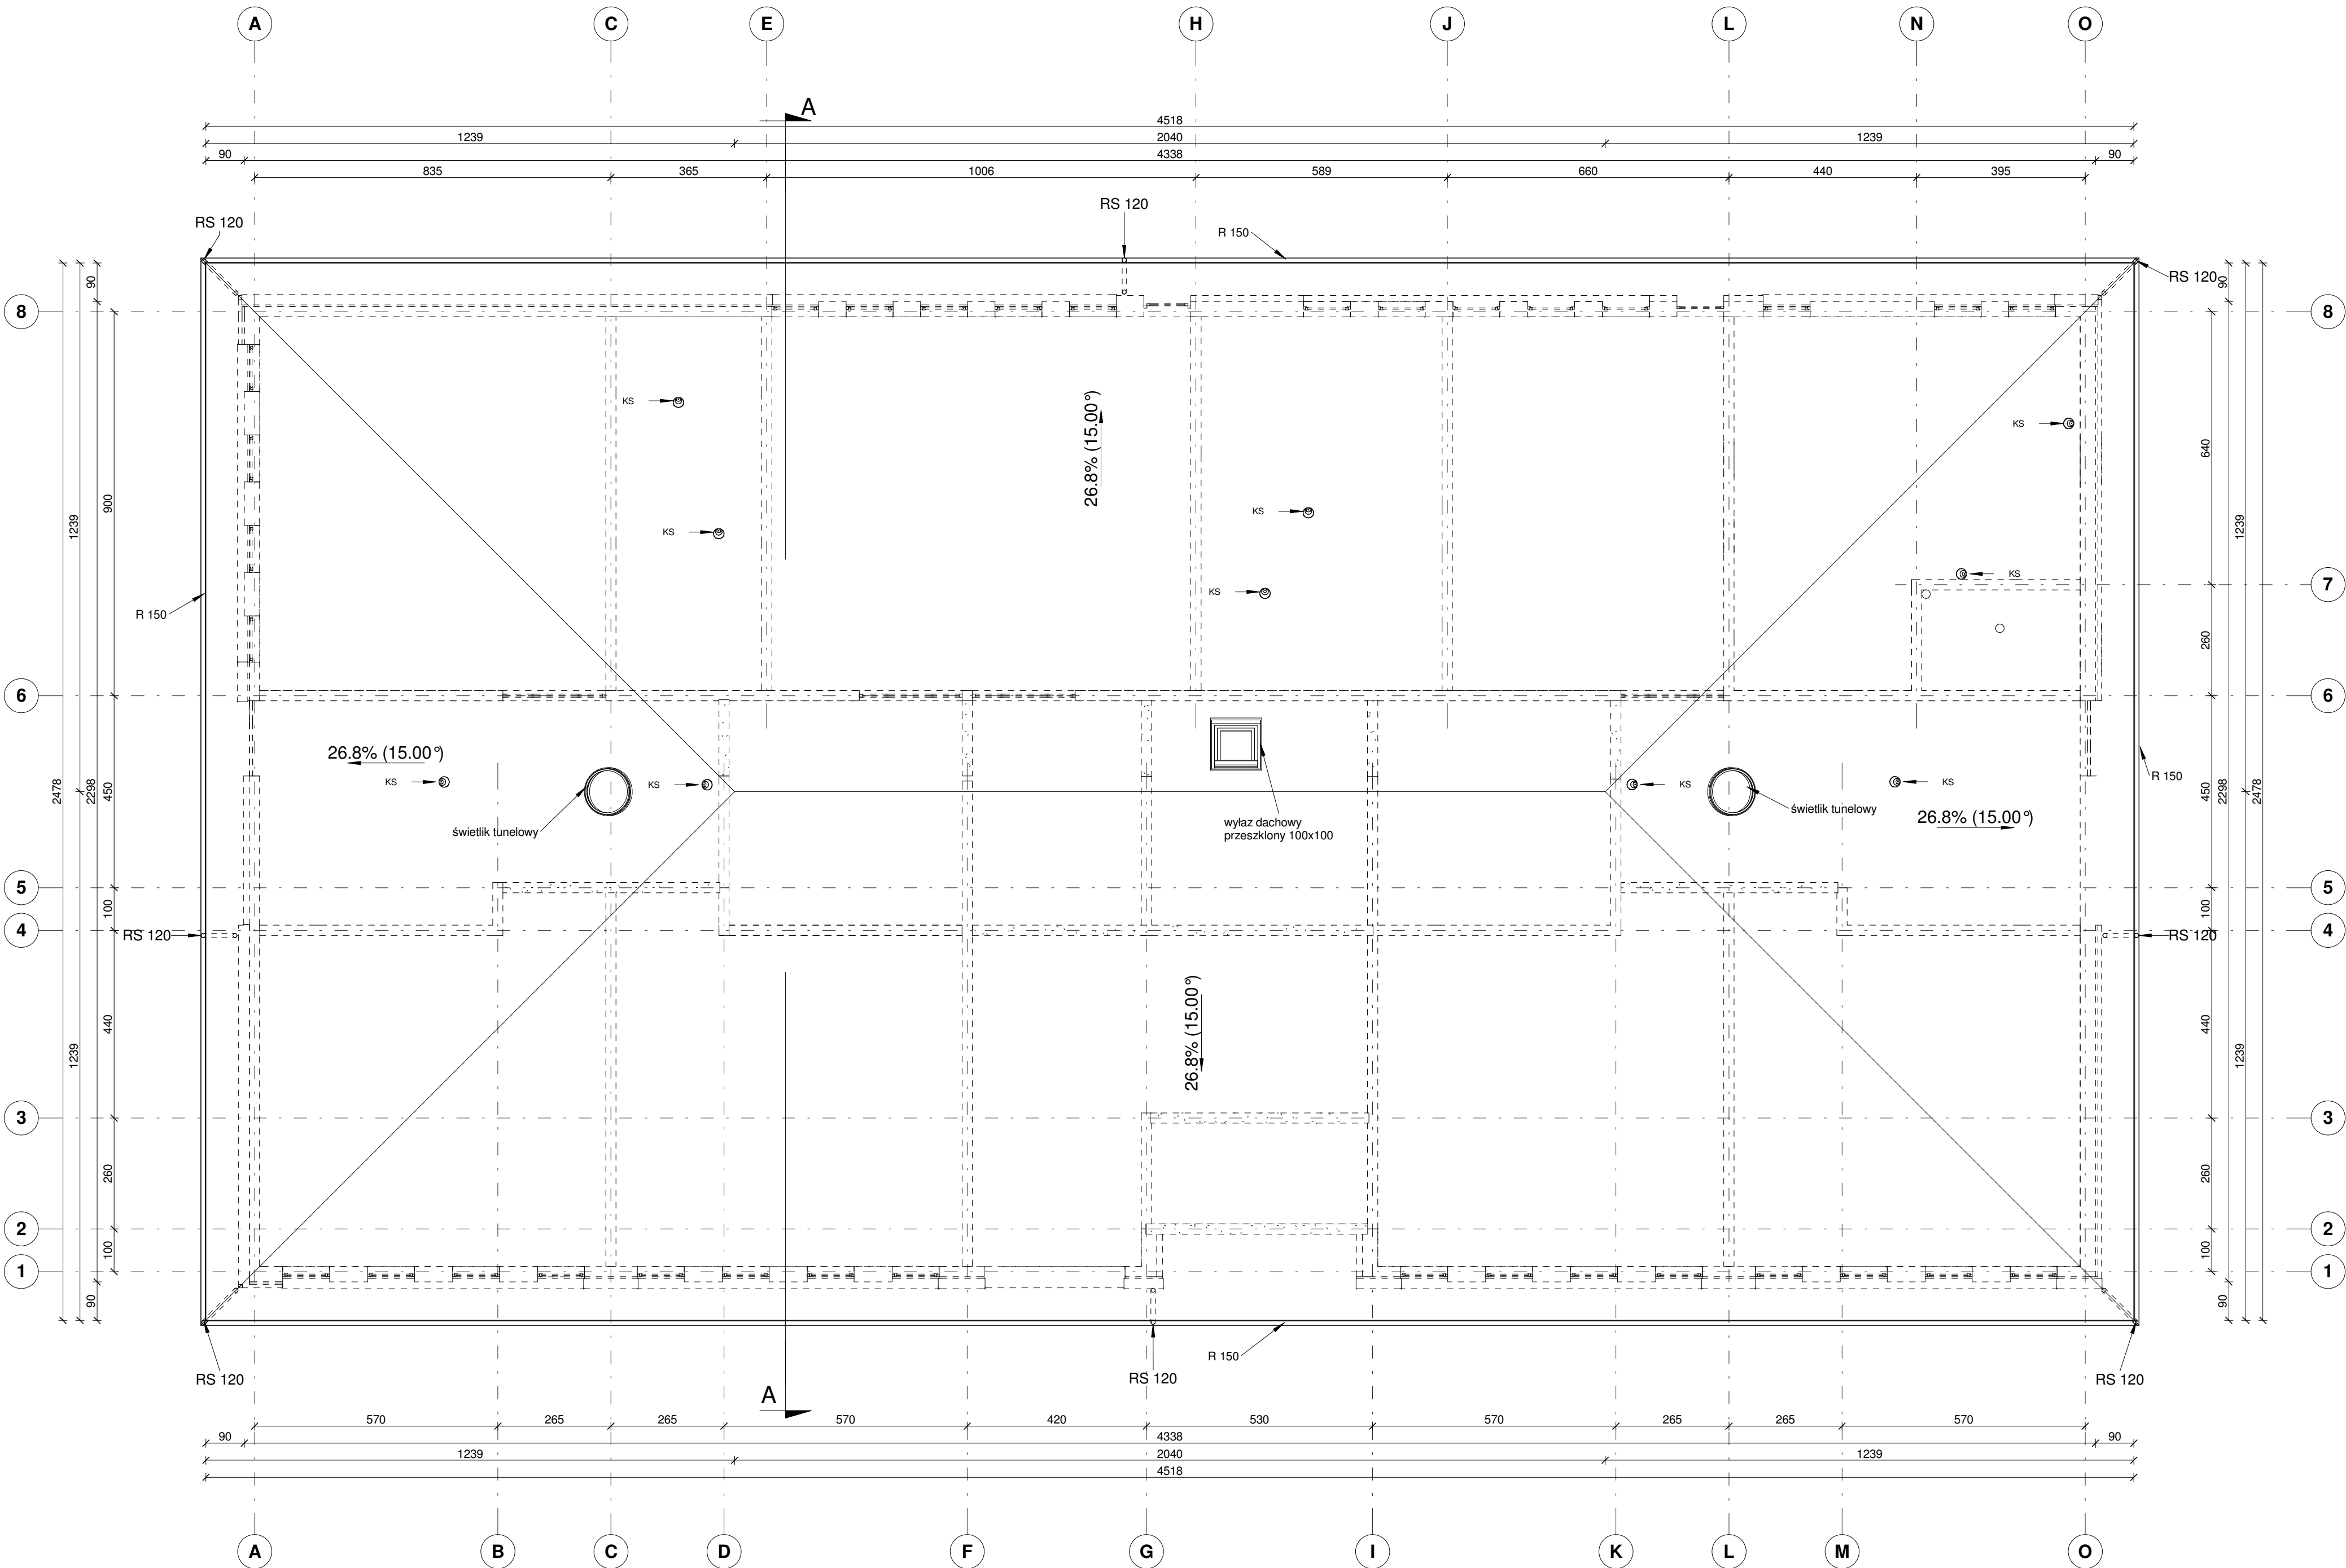 A C E H J L N O
A
4518
1239 2040 1239
90 4338 90
835 365 1006 589 660 440 395
RS 120
RS 120
R 150
RS 120
90
90
8
8
KS
26.8% (15.00°)
KS
640
900
1239
1239
KS
KS
KS
KS
7
R 150
260
6
6
26.8% (15.00°)
KS
KS
KS
KS
R 150
2478
2298
450
450
2298
2478
świetlik tunelowy
świetlik tunelowy
wyłaz dachowy
przeszklony 100x100
26.8% (15.00°)
5
5
100
100
4
RS 120
RS 120
4
26.8% (15.00°)
440
440
1239
1239
3
3
260
260
2
2
100
100
1
1
90
90
R 150
RS 120
RS 120
RS 120
A
570 265 265 570 420 530 570 265 265 570
90 4338 90
1239 2040 1239
4518
A B C D F G I K L M O